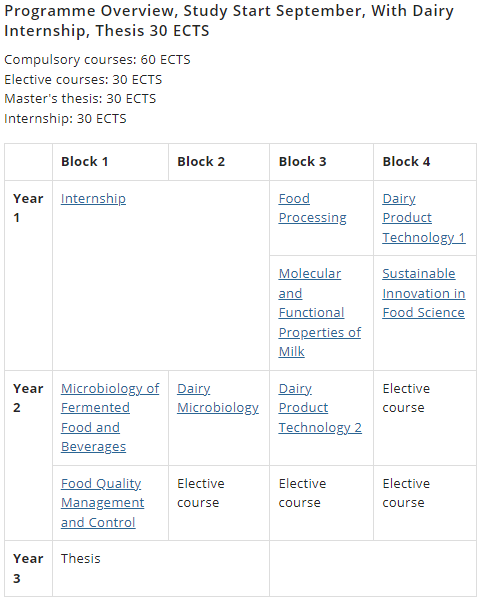 Programme Overview, Study Start September, With Dairy
Internship, Thesis 30 ECTS
Compulsory courses: 60 ECTS
Elective courses: 30 ECTS
Master's thesis: 30 ECTS
Internship: 30 ECTS
Block 1 Block 2 Block 3 Block 4
Year
1
Internship
Food
Processing
Dairy
Product
Technology 1
Molecular
and
Functional
Properties of
Milk
Sustainable
Innovation in
Food Science
Year
2
Microbiology of
Fermented
Food and
Beverages
Dairy
Microbiology
Dairy
Product
Technology 2
Elective
course
Food Quality
Management
and Control
Elective
course
Elective
course
Elective
course
Year
3
Thesis